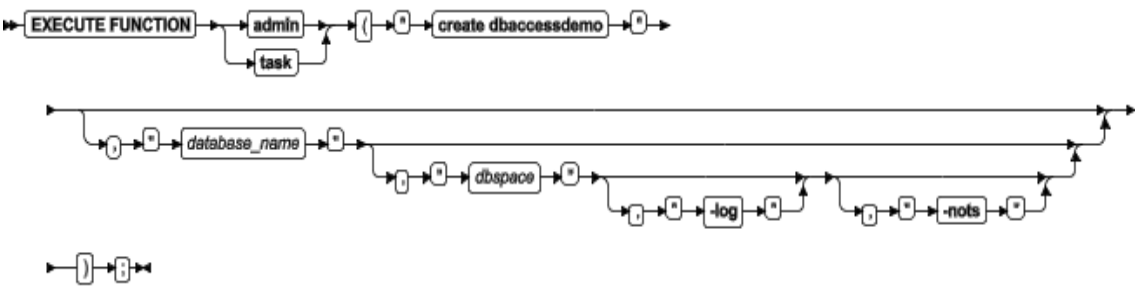 EXECUTE FUNCTION admin ( " create dbaccessdemo "
task
, " database_name "
, " dbspace "
, " -log " , " -nots "
) ;